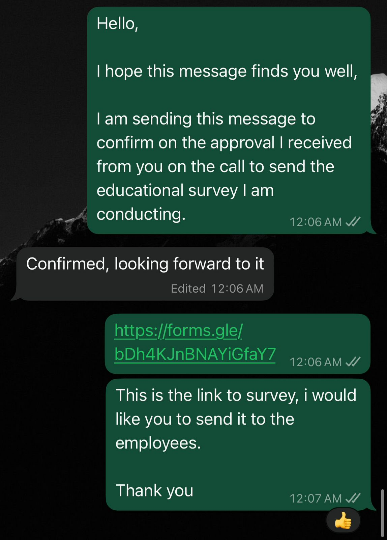 Hello,
I hope this message finds you well,
I am sending this message to
confirm on the approval I received
from you on the call to send the
educational survey I am
conducting.
12:06 AM
Confirmed, looking forward to it
Edited 12:06 AM
https://forms.gle/
bDh4KJnBNAYiGfaY7
12:06 AM
This is the link to survey, i would
like you to send it to the
employees.
Thank you
12:07 AM